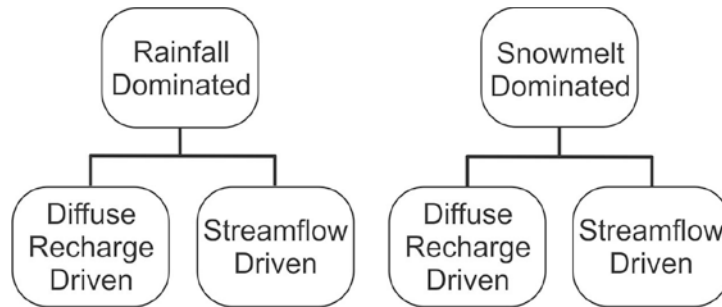 Rainfall
Dominated
Snowmelt
Dominated
Diffuse
Recharge
Driven
Streamflow
Driven
Diffuse
Recharge
Driven
Streamflow
Driven